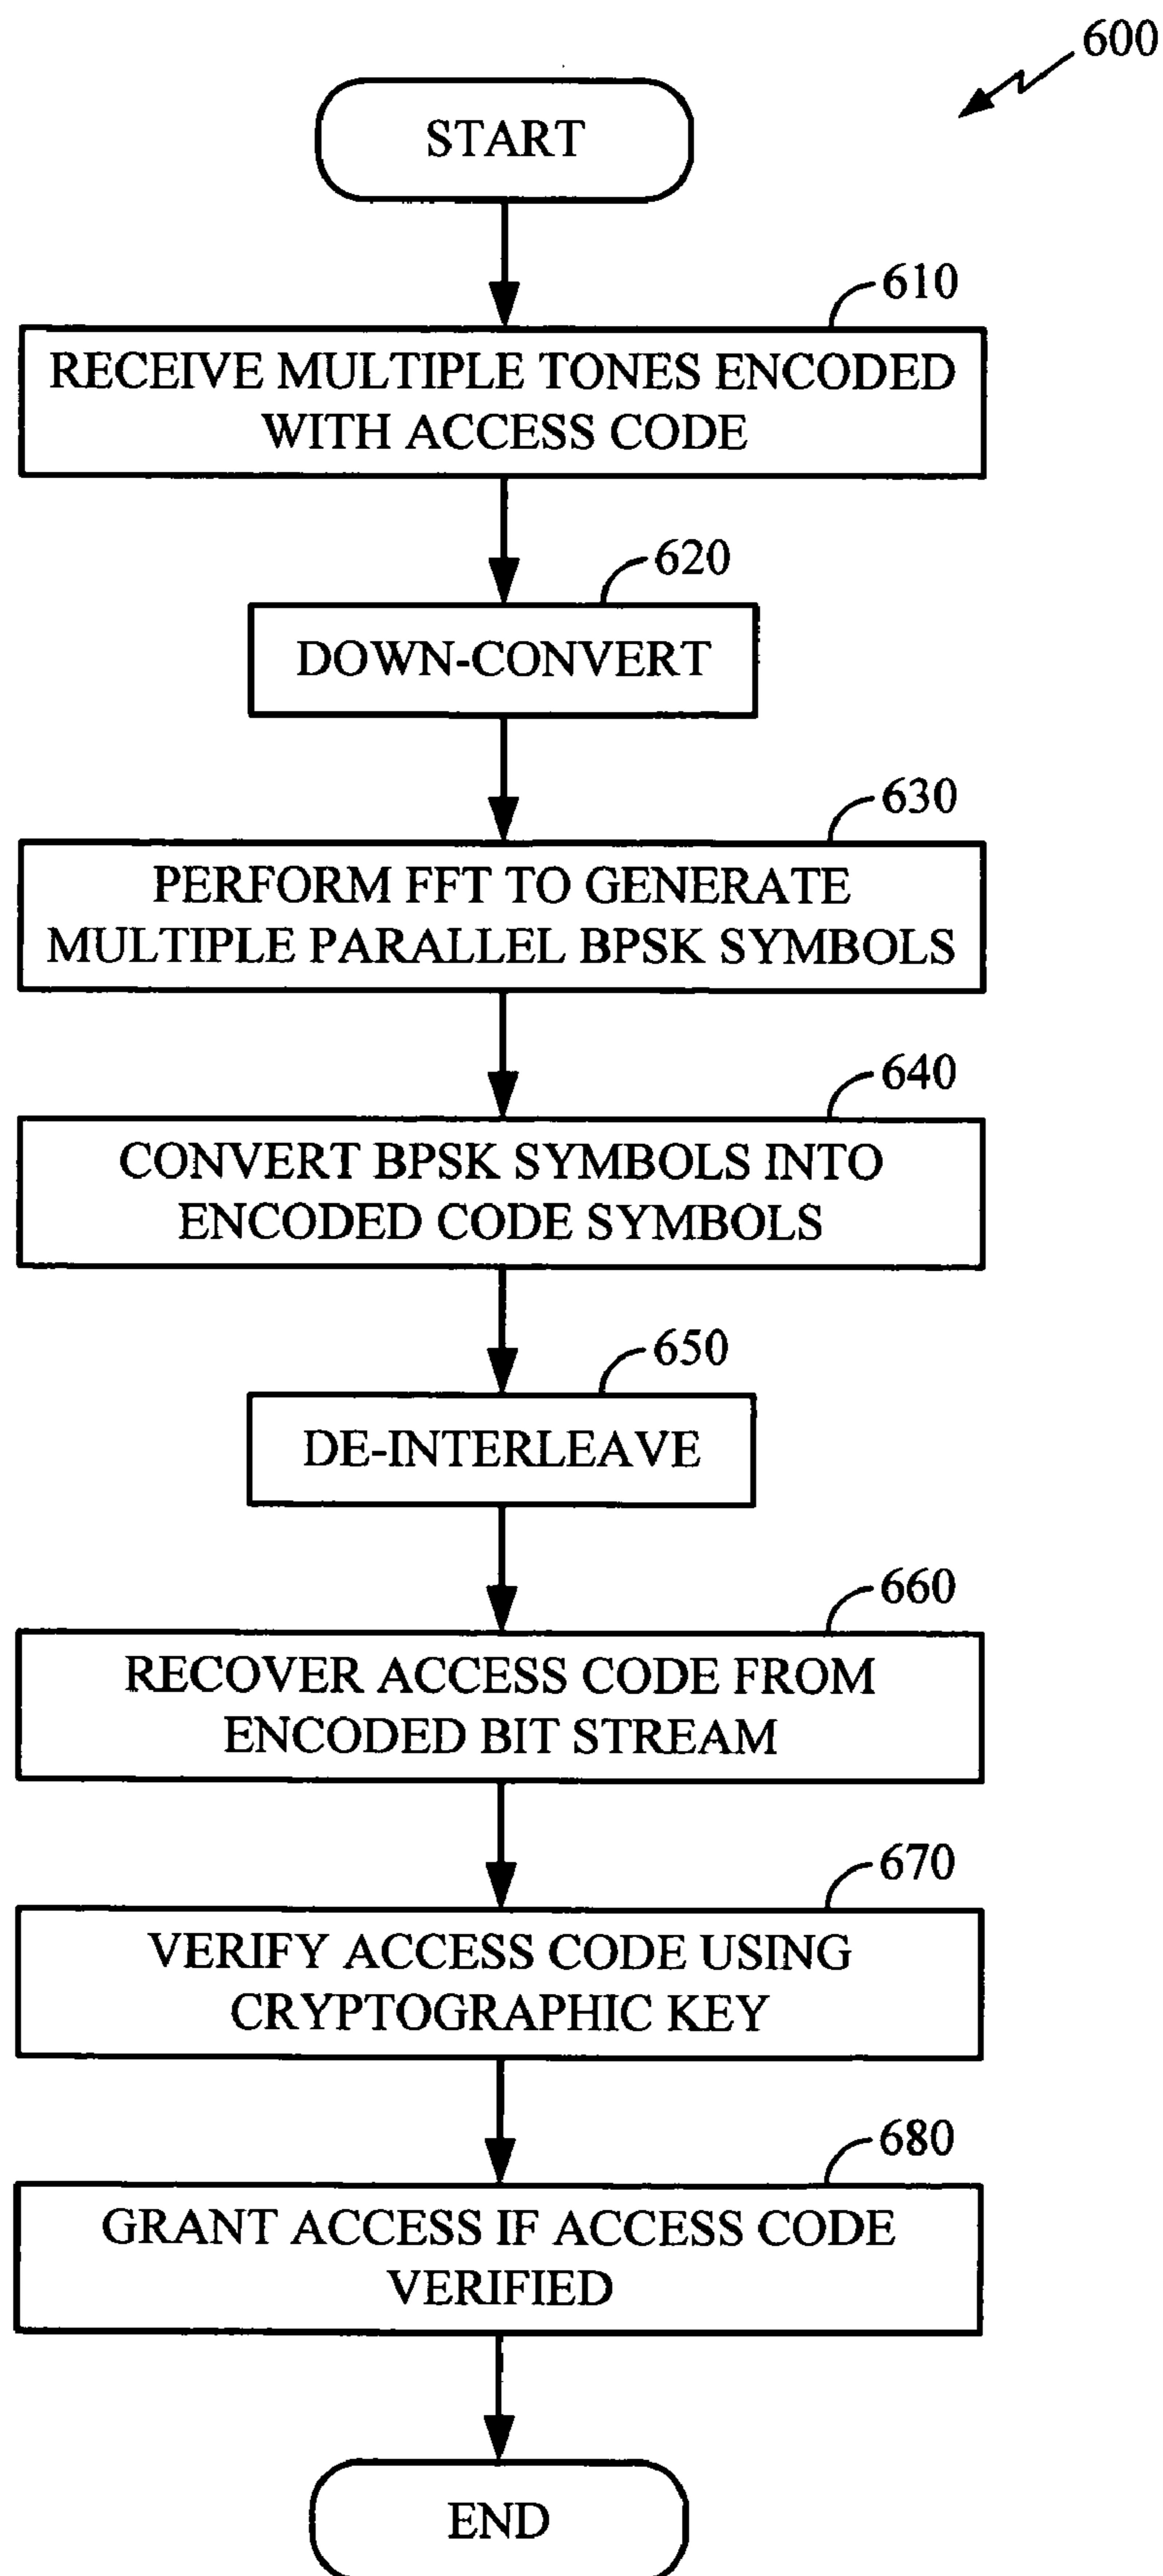 600
START
610
RECEIVE MULTIPLE TONES ENCODED
WITH ACCESS CODE
620
DOWN-CONVERT
630
PERFORM FFT TO GENERATE
MULTIPLE PARALLEL BPSK SYMBOLS
640
CONVERT BPSK SYMBOLS INTO
ENCODED CODE SYMBOLS
650
DE-INTERLEAVE
660
RECOVER ACCESS CODE FROM
ENCODED BIT STREAM
670
VERIFY ACCESS CODE USING
CRYPTOGRAPHIC KEY
680
GRANT ACCESS IF ACCESS CODE
VERIFIED
END